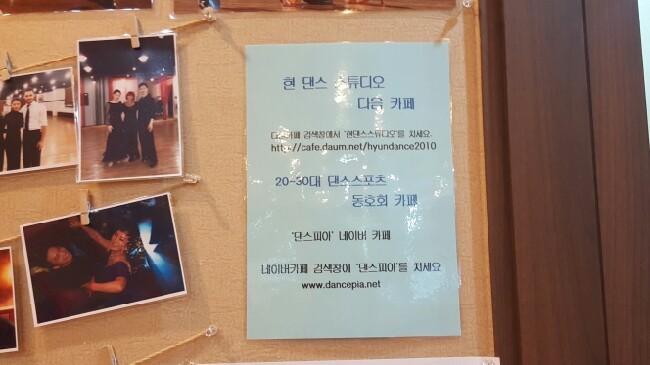 현 댄스 스튜디오
다음 카페
다음카페 검색창에서 '현댄스스튜디오'를 치세요.
http://cafe.daum.net/hyundance2010
20-30대 댄스스포츠
동호회 카페
'댄스피아' 네이버 카페
네이버카페 검색창에 '댄스피아'를 치세요
www.dancepia.net